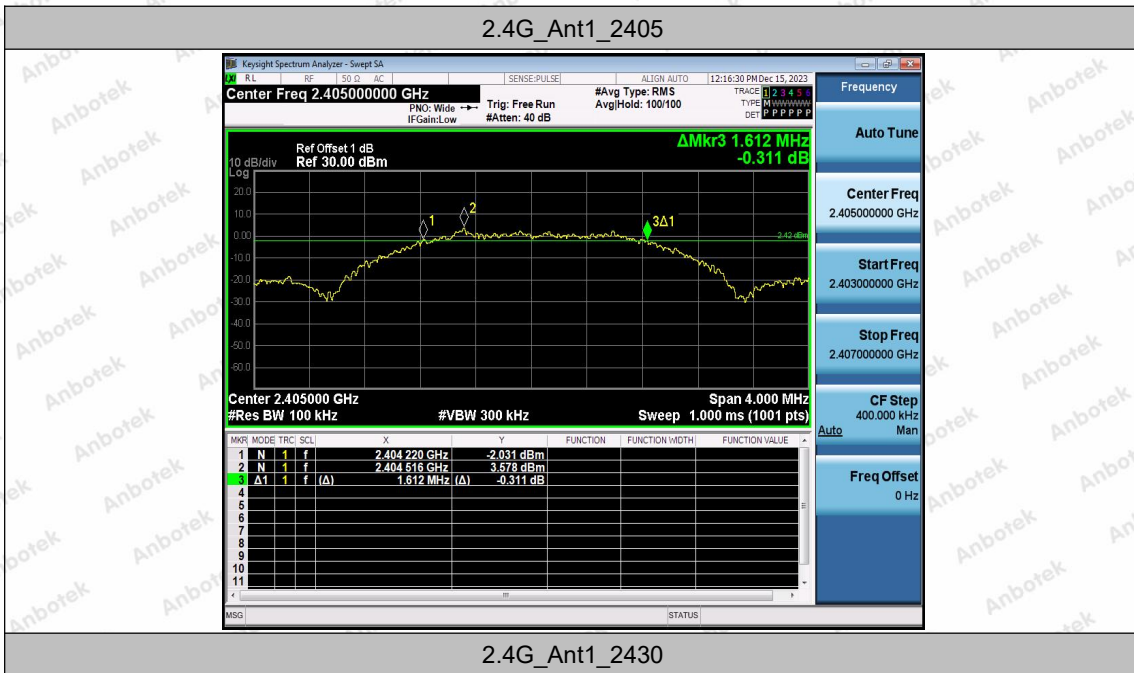 2.4G_Ant1_2405
Keysight Spectrum Analyzer - Swept SA
RL RF 50 Ω AC SENSE:PULSE ALIGN AUTO 12:16:30 PM Dec 15, 2023
Center Freq 2.405000000 GHz
PNO: Wide
IFGain:Low
Trig: Free Run
#Atten: 40 dB
#Avg Type: RMS
Avg|Hold: 100/100
TRACE 1 2 3 4 5 6
TYPE M W W W W W
DET P P P P P P
Ref Offset 1 dB
10 dB/div Ref 30.00 dBm
Log
ΔMkr3 1.612 MHz
-0.311 dB
20.0
10.0
0.00
-10.0
-20.0
-30.0
-40.0
-50.0
-60.0
1
2
3Δ1
2.42 dBm
Center 2.405000 GHz Span 4.000 MHz
#Res BW 100 kHz #VBW 300 kHz Sweep 1.000 ms (1001 pts)
MKR MODE TRC SCL X Y FUNCTION FUNCTION WIDTH FUNCTION VALUE
1 N 1 f 2.404 220 GHz -2.031 dBm
2 N 1 f 2.404 516 GHz 3.578 dBm
3 Δ1 1 f (Δ) 1.612 MHz (Δ) -0.311 dB
4
5
6
7
8
9
10
11
MSG STATUS
Frequency
Auto Tune
Center Freq
2.405000000 GHz
Start Freq
2.403000000 GHz
Stop Freq
2.407000000 GHz
CF Step
400.000 kHz
Auto Man
Freq Offset
0 Hz
2.4G_Ant1_2430